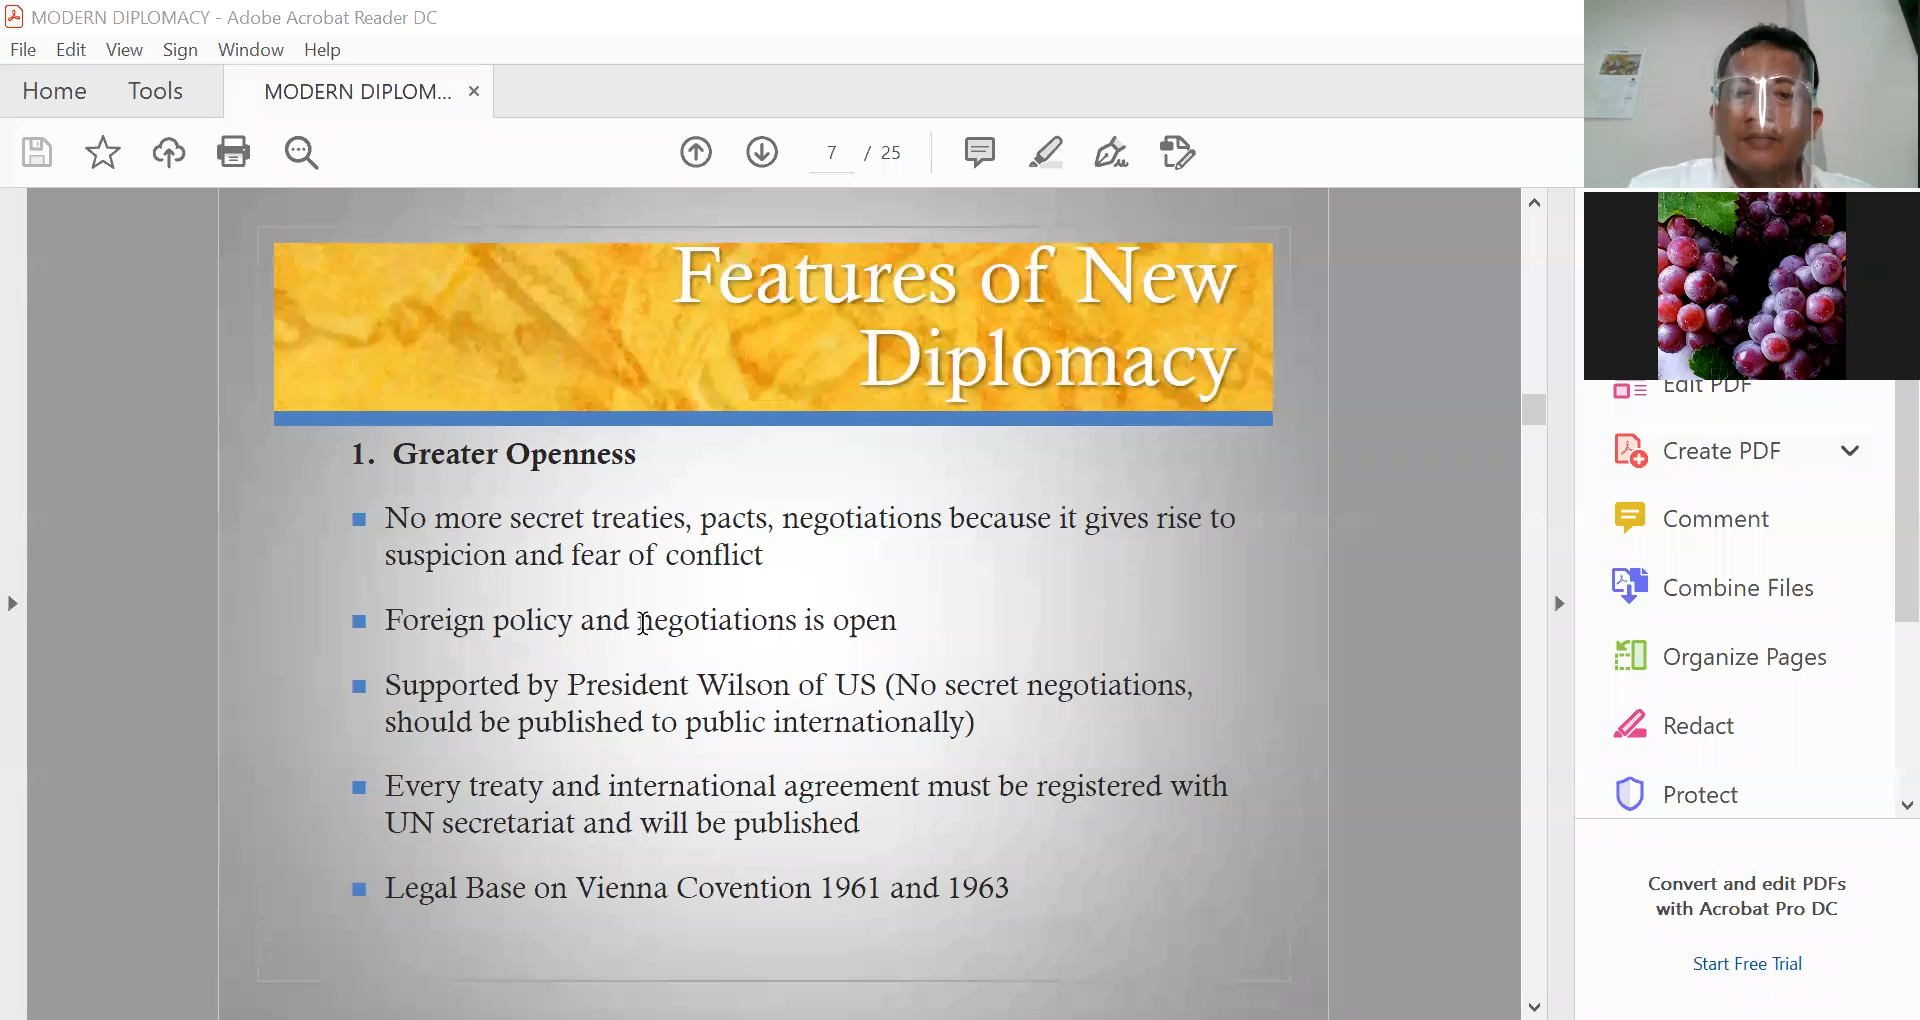 MODERN DIPLOMACY - Adobe Acrobat Reader DC
File Edit View Sign Window Help
Home Tools MODERN DIPLOM... ×
7 / 25
Features of New
Diplomacy
1. Greater Openness
No more secret treaties, pacts, negotiations because it gives rise to
suspicion and fear of conflict
Foreign policy and negotiations is open
Supported by President Wilson of US (No secret negotiations,
should be published to public internationally)
Every treaty and international agreement must be registered with
UN secretariat and will be published
Legal Base on Vienna Covention 1961 and 1963
Edit PDF
Create PDF
Comment
Combine Files
Organize Pages
Redact
Protect
Convert and edit PDFs
with Acrobat Pro DC
Start Free Trial